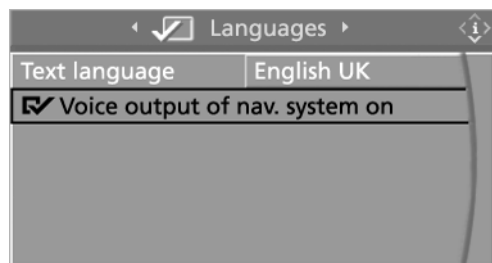 Languages
Text language English UK
Voice output of nav. system on